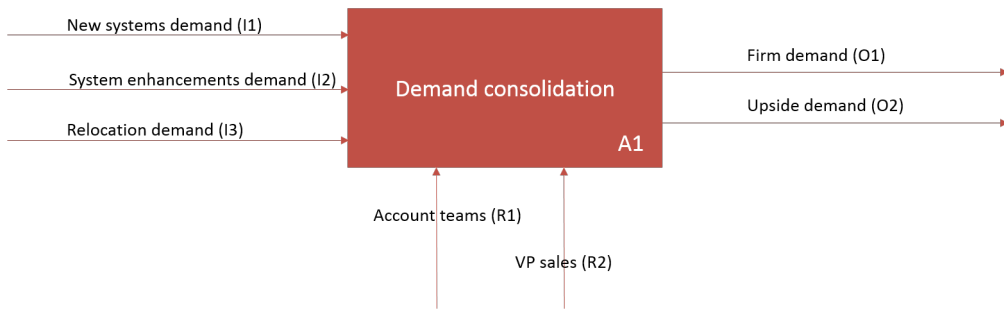 New systems demand (I1)
System enhancements demand (I2)
Relocation demand (I3)
Demand consolidation
A1
Firm demand (O1)
Upside demand (O2)
Account teams (R1)
VP sales (R2)